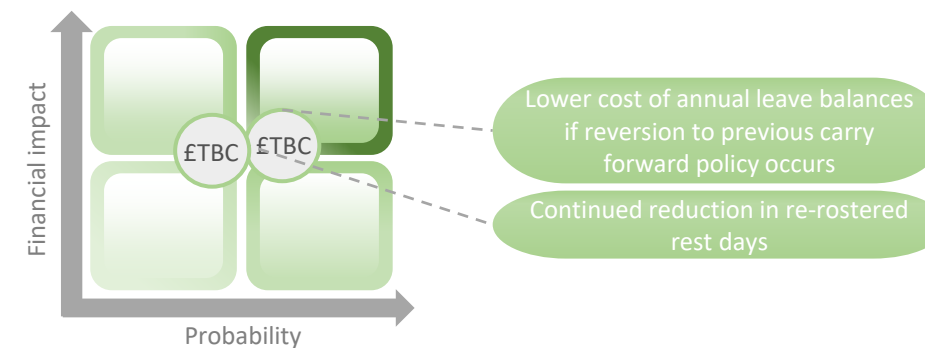 Financial impact
£TBC
£TBC
Lower cost of annual leave balances
if reversion to previous carry
forward policy occurs
Continued reduction in re-rostered
rest days
Probability